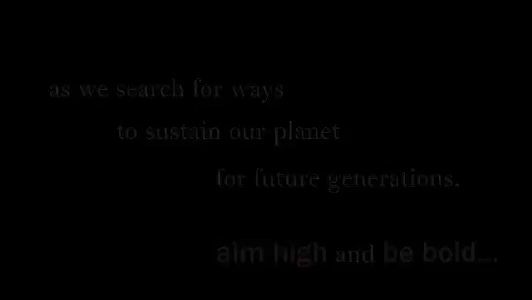 as we search for ways
to sustain our planet
for future generations.
aim high and be bold...